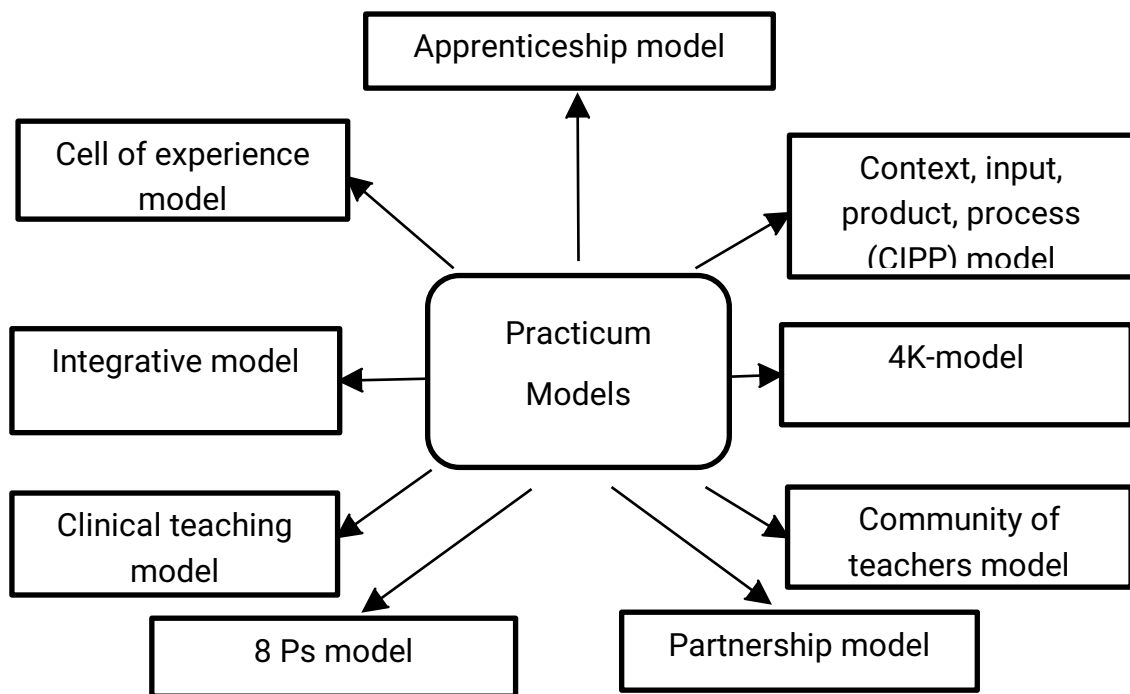 Apprenticeship model
Cell of experience
model
Context, input,
product, process
(CIPP) model
Practicum
Models
Integrative model
4K-model
Clinical teaching
model
Community of
teachers model
8 Ps model
Partnership model